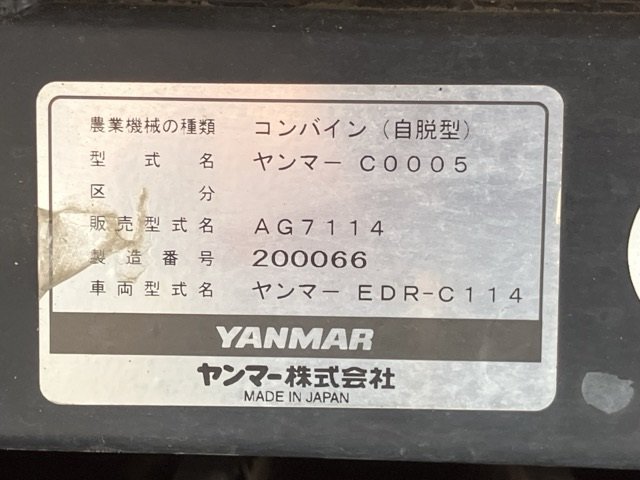 農業機械の種類 コンバイン(自脱型)
型式名 ヤンマー C0005
区分
販売型式名 AG7114
製造番号 200066
車両型式名 ヤンマー EDR-C114
YANMAR
ヤンマー株式会社
MADE IN JAPAN